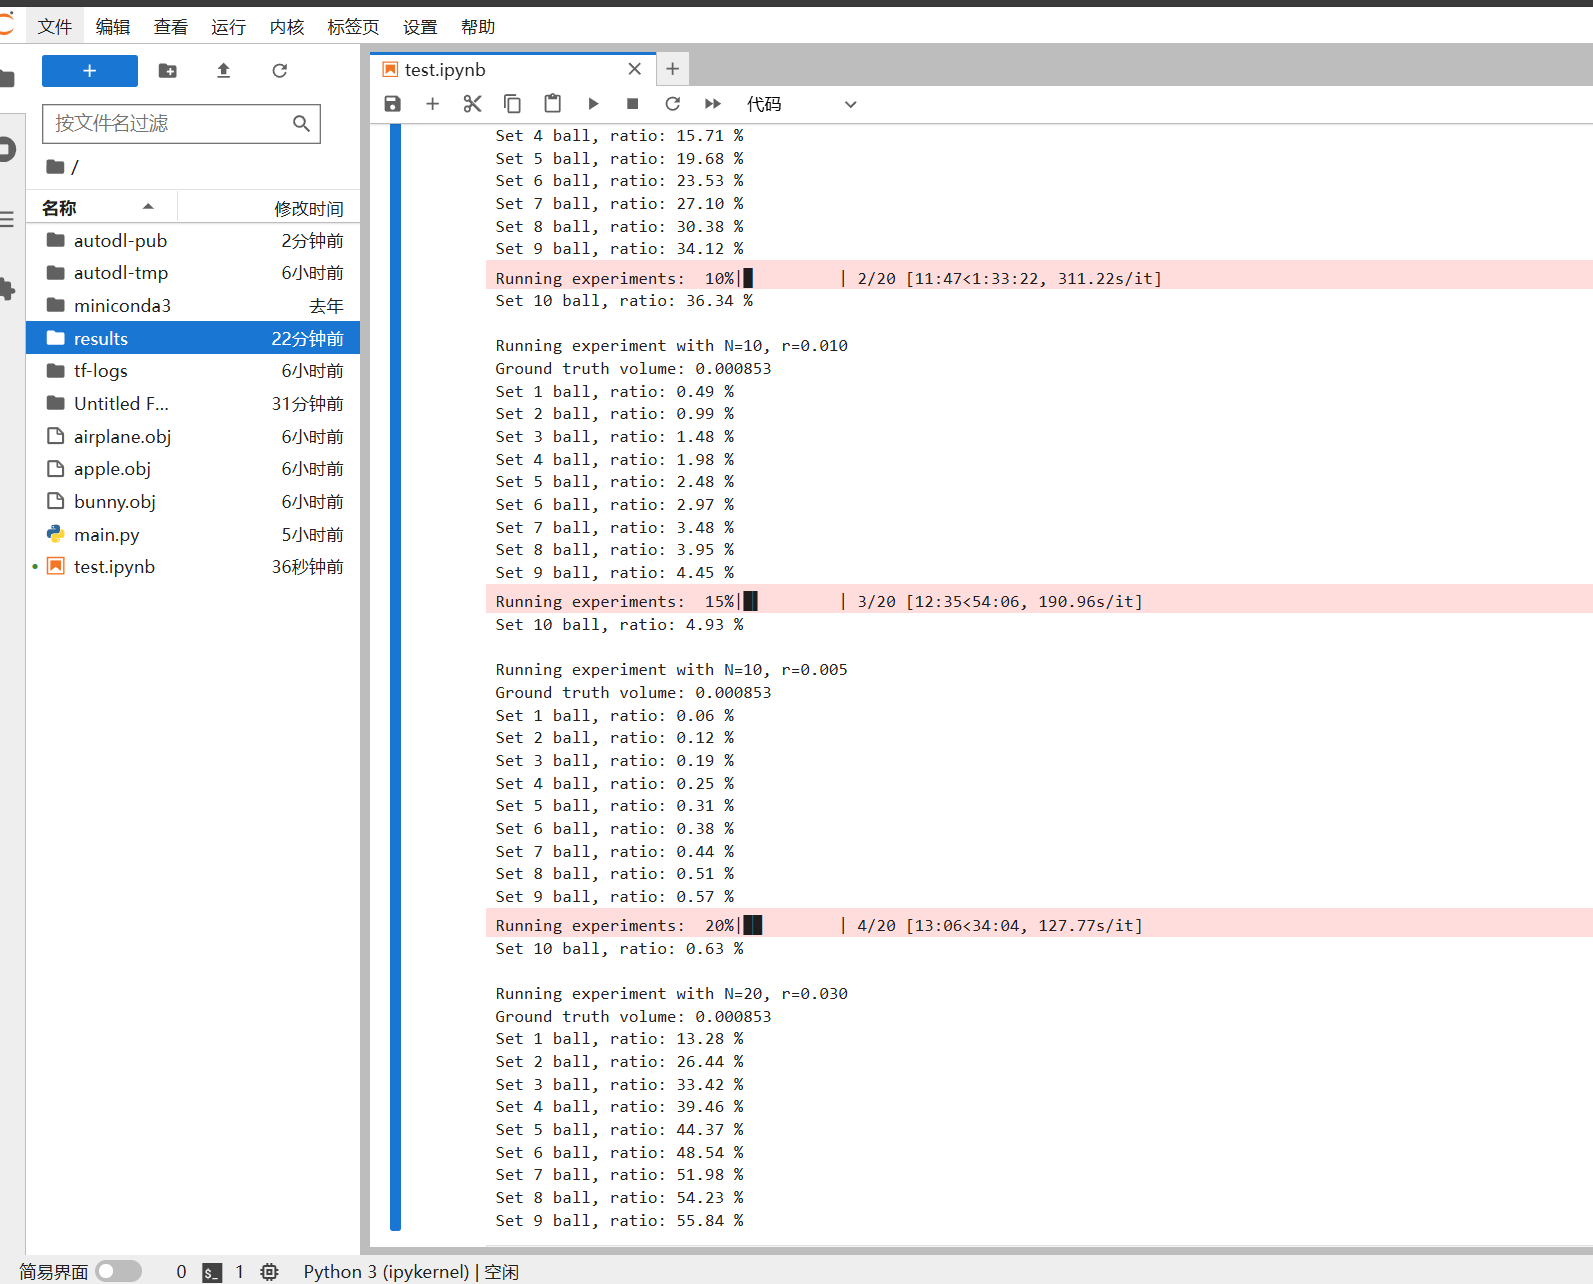 文件 编辑 查看 运行 内核 标签页 设置 帮助
test.ipynb
代码
按文件名过滤
/
名称 修改时间
autodl-pub 2分钟前
autodl-tmp 6小时前
miniconda3 去年
results 22分钟前
tf-logs 6小时前
Untitled F... 31分钟前
airplane.obj 6小时前
apple.obj 6小时前
bunny.obj 6小时前
main.py 5小时前
test.ipynb 36秒钟前
Set 4 ball, ratio: 15.71 %
Set 5 ball, ratio: 19.68 %
Set 6 ball, ratio: 23.53 %
Set 7 ball, ratio: 27.10 %
Set 8 ball, ratio: 30.38 %
Set 9 ball, ratio: 34.12 %
Running experiments:  10%|█         | 2/20 [11:47<1:33:22, 311.22s/it]
Set 10 ball, ratio: 36.34 %
Running experiment with N=10, r=0.010
Ground truth volume: 0.000853
Set 1 ball, ratio: 0.49 %
Set 2 ball, ratio: 0.99 %
Set 3 ball, ratio: 1.48 %
Set 4 ball, ratio: 1.98 %
Set 5 ball, ratio: 2.48 %
Set 6 ball, ratio: 2.97 %
Set 7 ball, ratio: 3.48 %
Set 8 ball, ratio: 3.95 %
Set 9 ball, ratio: 4.45 %
Running experiments:  15%|█▌        | 3/20 [12:35<54:06, 190.96s/it]
Set 10 ball, ratio: 4.93 %
Running experiment with N=10, r=0.005
Ground truth volume: 0.000853
Set 1 ball, ratio: 0.06 %
Set 2 ball, ratio: 0.12 %
Set 3 ball, ratio: 0.19 %
Set 4 ball, ratio: 0.25 %
Set 5 ball, ratio: 0.31 %
Set 6 ball, ratio: 0.38 %
Set 7 ball, ratio: 0.44 %
Set 8 ball, ratio: 0.51 %
Set 9 ball, ratio: 0.57 %
Running experiments:  20%|██        | 4/20 [13:06<34:04, 127.77s/it]
Set 10 ball, ratio: 0.63 %
Running experiment with N=20, r=0.030
Ground truth volume: 0.000853
Set 1 ball, ratio: 13.28 %
Set 2 ball, ratio: 26.44 %
Set 3 ball, ratio: 33.42 %
Set 4 ball, ratio: 39.46 %
Set 5 ball, ratio: 44.37 %
Set 6 ball, ratio: 48.54 %
Set 7 ball, ratio: 51.98 %
Set 8 ball, ratio: 54.23 %
Set 9 ball, ratio: 55.84 %
简易界面 0 $_ 1 Python 3 (ipykernel) | 空闲